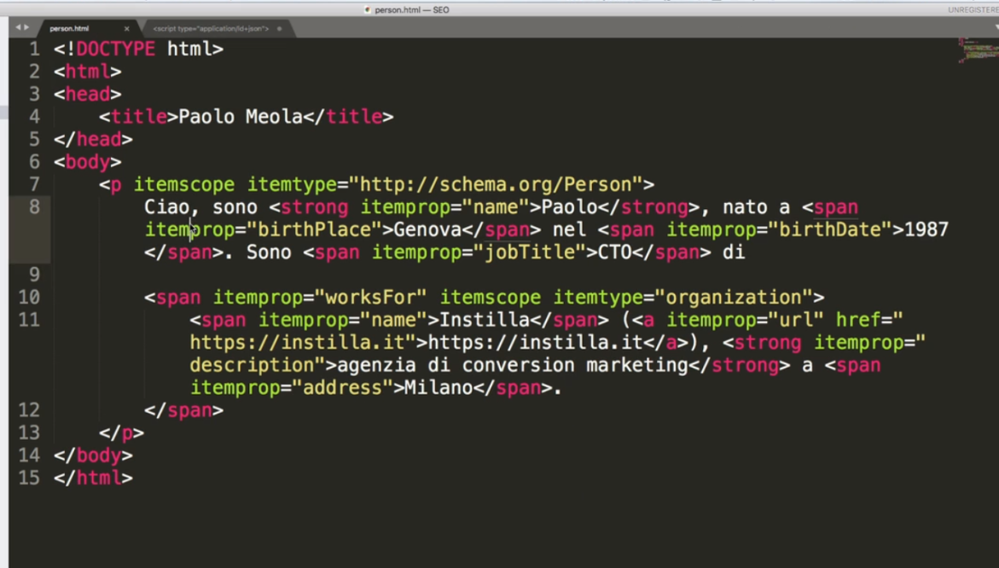 person.html — SEO
UNREGISTERE
person.html x <script type="application/ld+json">
1 <!DOCTYPE html>
2 <html>
3 <head>
4 <title>Paolo Meola</title>
5 </head>
6 <body>
7 <p itemscope itemtype="http://schema.org/Person">
8 Ciao, sono <strong itemprop="name">Paolo</strong>, nato a <span
itemprop="birthPlace">Genova</span> nel <span itemprop="birthDate">1987
</span>. Sono <span itemprop="jobTitle">CTO</span> di
9
10 <span itemprop="worksFor" itemscope itemtype="organization">
11 <span itemprop="name">Instilla</span> (<a itemprop="url" href="
https://instilla.it">https://instilla.it</a>), <strong itemprop="
description">agenzia di conversion marketing</strong> a <span
itemprop="address">Milano</span>.
12 </span>
13 </p>
14 </body>
15 </html>